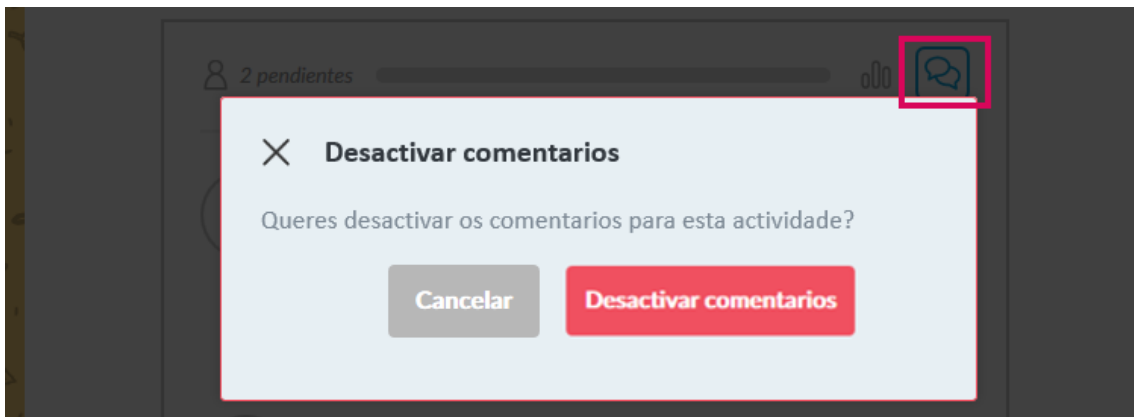 2 pendientes
Desactivar comentarios
Queres desactivar os comentarios para esta actividade?
Cancelar
Desactivar comentarios